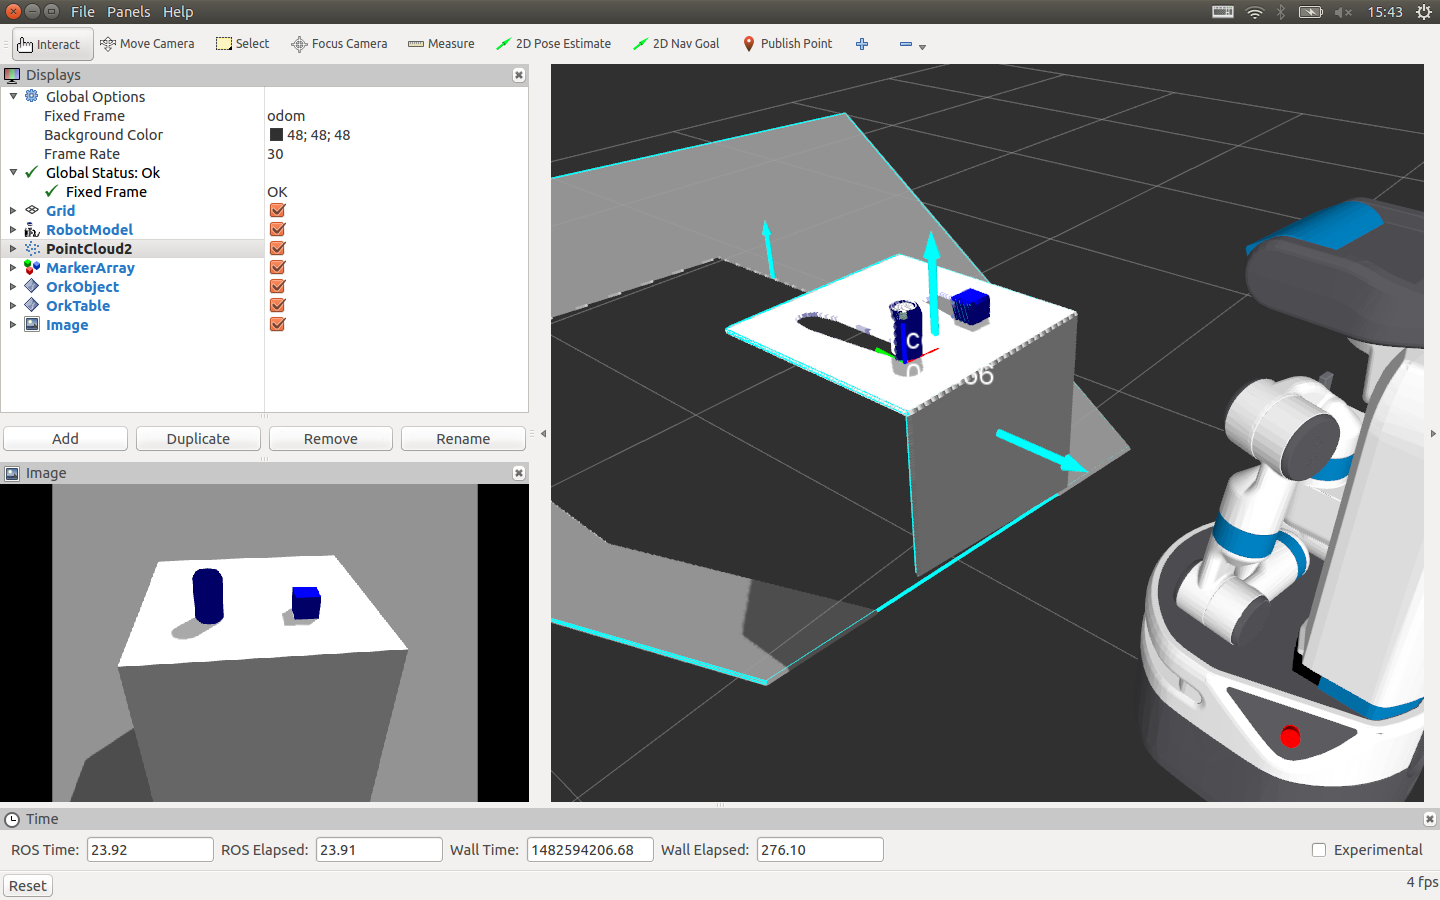 File Panels Help 15:43
Interact Move Camera Select Focus Camera Measure 2D Pose Estimate 2D Nav Goal Publish Point
Displays
Global Options
Fixed Frame odom
Background Color 48; 48; 48
Frame Rate 30
Global Status: Ok
Fixed Frame OK
Grid
RobotModel
PointCloud2
MarkerArray
OrkObject
OrkTable
Image
Add Duplicate Remove Rename
Image
c
Time
ROS Time: 23.92 ROS Elapsed: 23.91 Wall Time: 1482594206.68 Wall Elapsed: 276.10 Experimental
Reset 4 fps